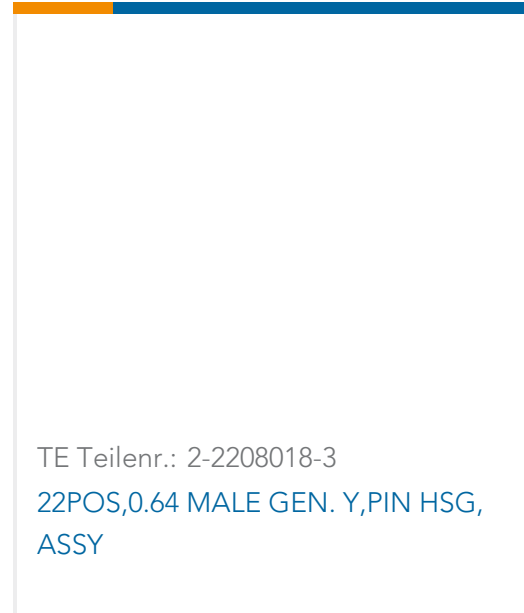 TE Teilenr.: 2-2208018-3
22POS,0.64 MALE GEN. Y,PIN HSG,
ASSY